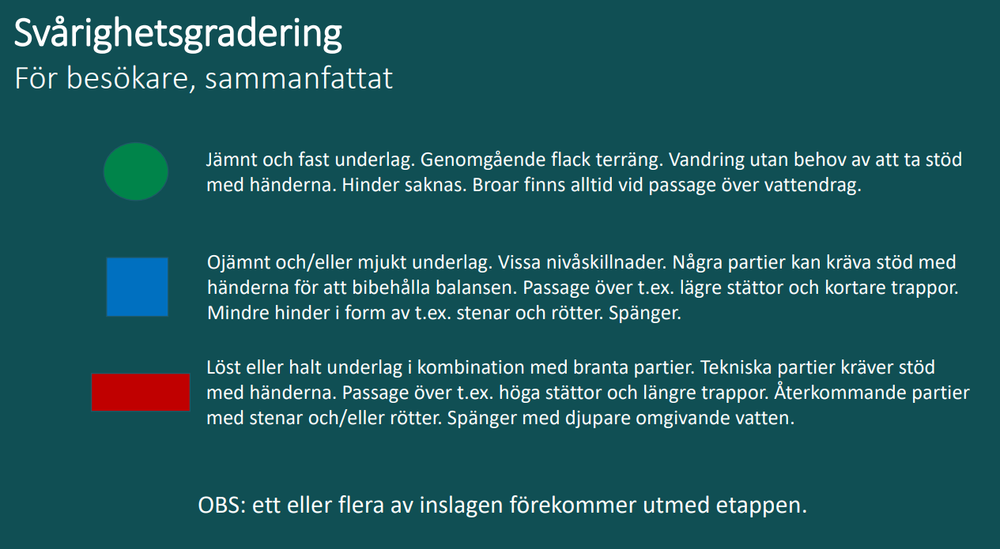 Svårighetsgradering
För besökare, sammanfattat
Jämnt och fast underlag. Genomgående flack terräng. Vandring utan behov av att ta stöd
med händerna. Hinder saknas. Broar finns alltid vid passage över vattendrag.
Ojämnt och/eller mjukt underlag. Vissa nivåskillnader. Några partier kan kräva stöd med
händerna för att bibehålla balansen. Passage över t.ex. lägre stättor och kortare trappor.
Mindre hinder i form av t.ex. stenar och rötter. Spänger.
Löst eller halt underlag i kombination med branta partier. Tekniska partier kräver stöd
med händerna. Passage över t.ex. höga stättor och längre trappor. Återkommande partier
med stenar och/eller rötter. Spänger med djupare omgivande vatten.
OBS: ett eller flera av inslagen förekommer utmed etappen.